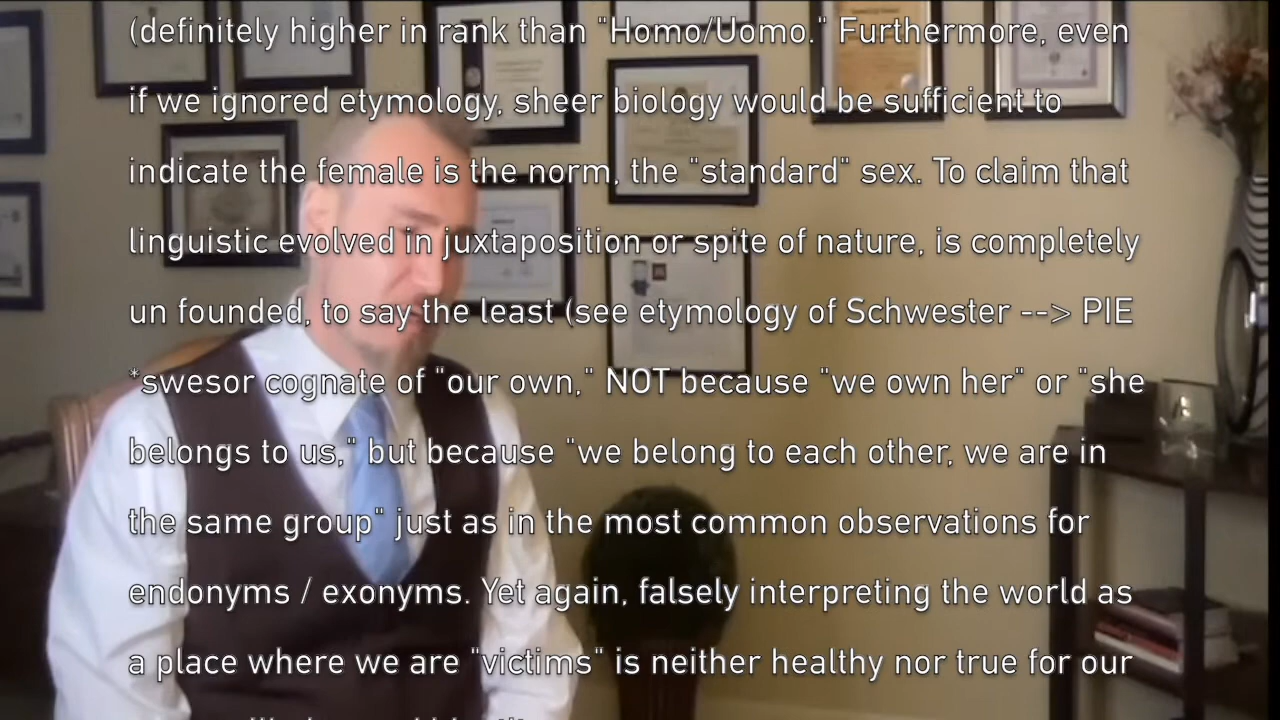 (definitely higher in rank than "Homo/Uomo." Furthermore, even
if we ignored etymology, sheer biology would be sufficient to
indicate the female is the norm, the "standard" sex. To claim that
linguistic evolved in juxtaposition or spite of nature, is completely
un founded, to say the least (see etymology of Schwester --> PIE
*swesor cognate of "our own," NOT because "we own her" or "she
belongs to us," but because "we belong to each other, we are in
the same group" just as in the most common observations for
endonyms / exonyms. Yet again, falsely interpreting the world as
a place where we are "victims" is neither healthy nor true for our